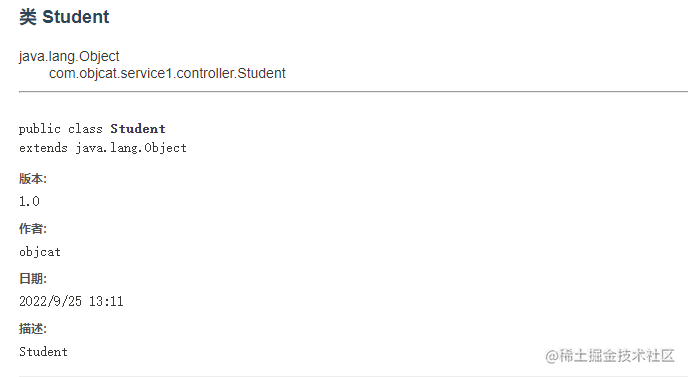 类 Student
java.lang.Object
com.objcat.service1.controller.Student
public class Student
extends java.lang.Object
版本:
1.0
作者:
objcat
日期:
2022/9/25 13:11
描述:
Student
@稀土掘金技术社区